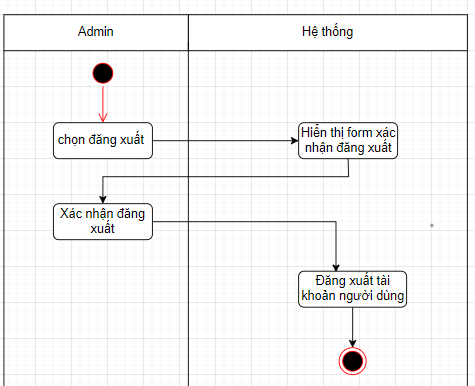 Admin
Hệ thống
chọn đăng xuất
Hiển thị form xác
nhận đăng xuất
Xác nhận đăng
xuất
Đăng xuất tài
khoản người dùng